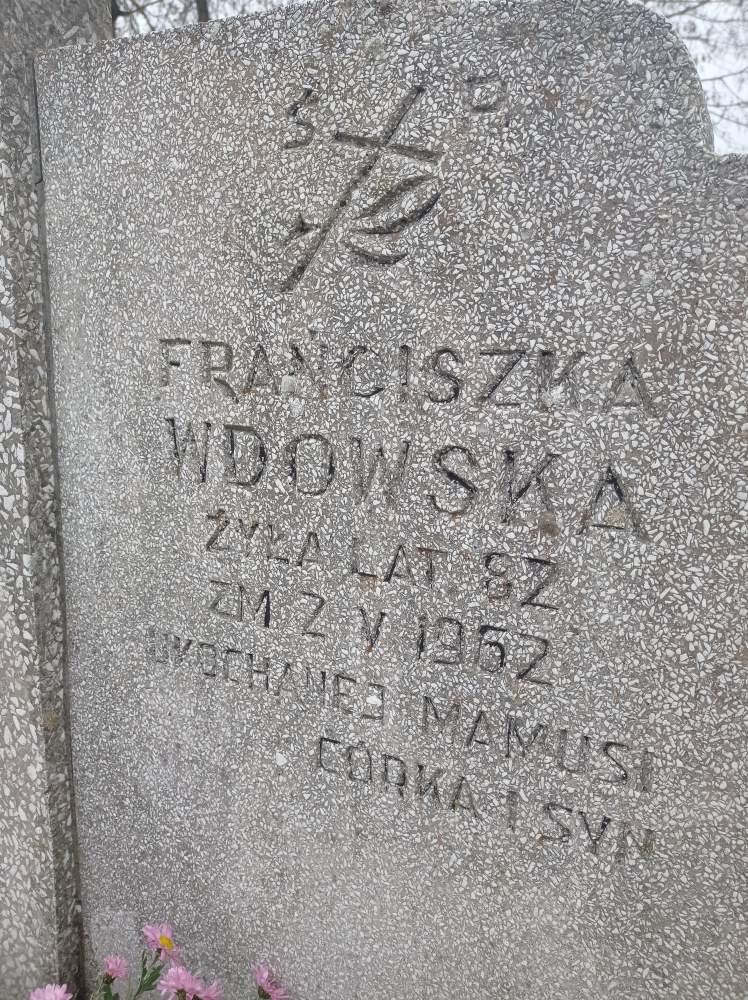 Ś P
FRANCISZKA
WDOWSKA
ŻYŁA LAT 82
ZM 2 V 1962
UKOCHANEJ MAMUSI
CÓRKA I SYN